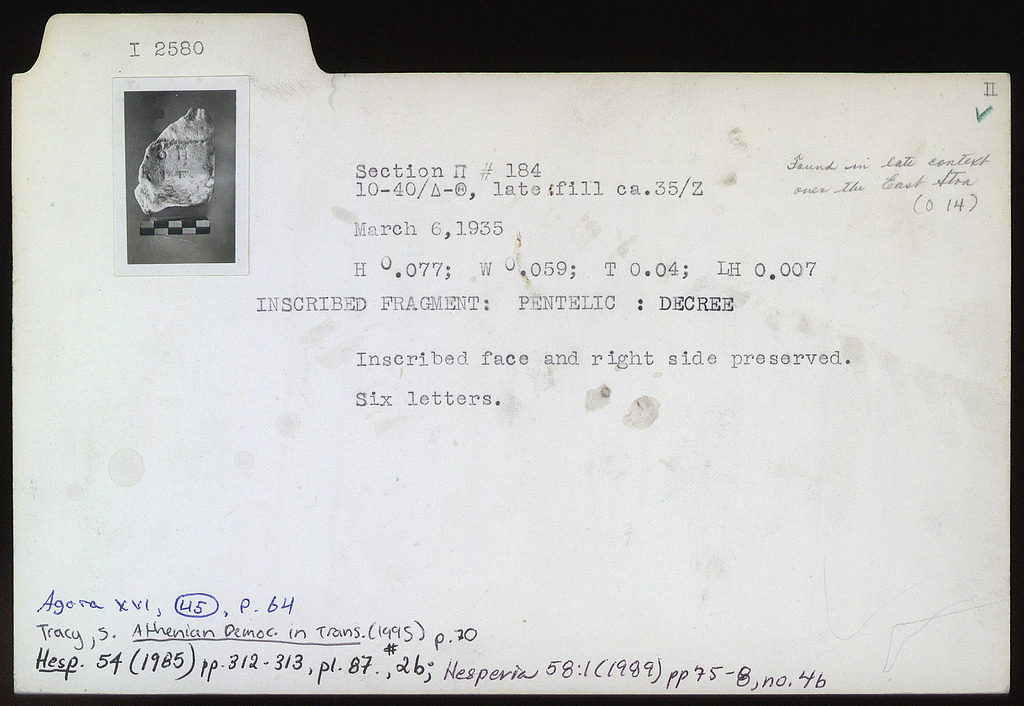 I 2580
II
Section Π # 184
10-40/Δ-Θ, late fill ca.35/Z
Found in late context
over the East Stoa
(O 14)
March 6,1935
H 0.077; W 0.059; T 0.04; LH 0.007
INSCRIBED FRAGMENT: PENTELIC : DECREE
Inscribed face and right side preserved.
Six letters.
Agora XVI, 45, p. 64
Tracy, S. Athenian Democ. in Trans. (1995) p. 70
Hesp. 54 (1985) pp. 312-313, pl. 87., #2b; Hesperia 58:1 (1989) pp 75-8, no. 4b